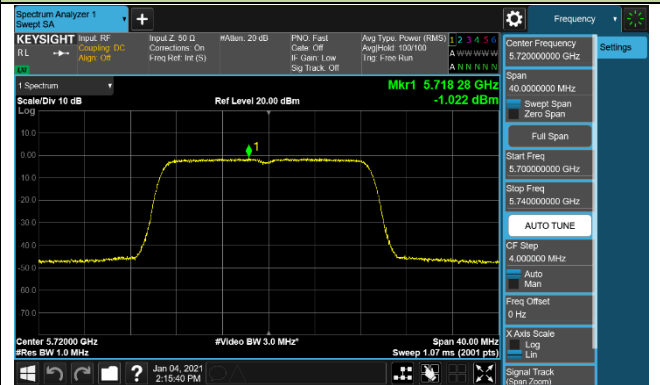 Spectrum Analyzer 1
Swept SA
Frequency
KEYSIGHT
RL
Input: RF
Coupling: DC
Align: Off
Input Z: 50 Ω
Corrections: On
Freq Ref: Int (S)
#Atten: 20 dB
PNO: Fast
Gate: Off
IF Gain: Low
Sig Track: Off
Avg Type: Power (RMS)
Avg|Hold: 100/100
Trig: Free Run
1 2 3 4 5 6
A W W W W W
A N N N N N
1 Spectrum
Scale/Div 10 dB
Ref Level 20.00 dBm
Mkr1 5.718 28 GHz
-1.022 dBm
Log
10.0
0.00
-10.0
-20.0
-30.0
-40.0
-50.0
-60.0
-70.0
1
Center 5.72000 GHz
#Res BW 1.0 MHz
#Video BW 3.0 MHz*
Span 40.00 MHz
Sweep 1.07 ms (2001 pts)
Jan 04, 2021
2:15:40 PM
?
Center Frequency
5.720000000 GHz
Settings
Span
40.0000000 MHz
Swept Span
Zero Span
Full Span
Start Freq
5.700000000 GHz
Stop Freq
5.740000000 GHz
AUTO TUNE
CF Step
4.000000 MHz
Auto
Man
Freq Offset
0 Hz
X Axis Scale
Log
Lin
Signal Track
(Span Zoom)